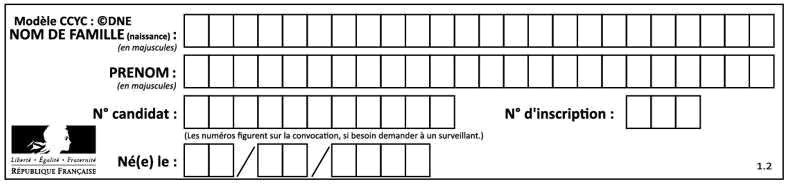 Modèle CCYC : ©DNE
NOM DE FAMILLE (naissance) :
(en majuscules)
PRENOM :
(en majuscules)
N° candidat :
N° d'inscription :
(Les numéros figurent sur la convocation, si besoin demander à un surveillant.)
Liberté • Égalité • Fraternité
RÉPUBLIQUE FRANÇAISE
Né(e) le :
/ /
1.2